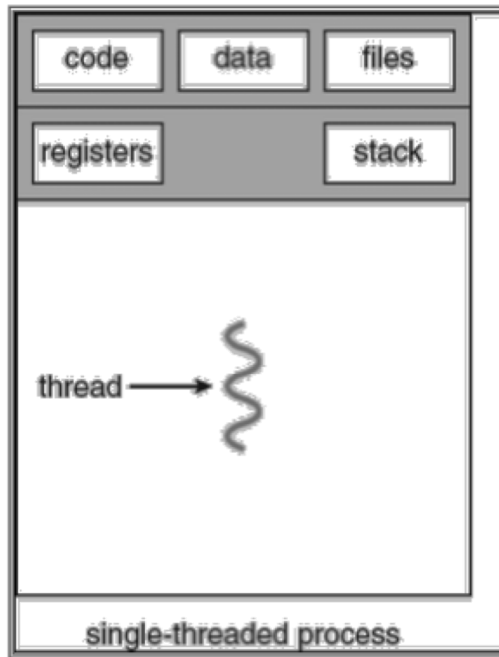 code data files
registers stack
thread
single-threaded process